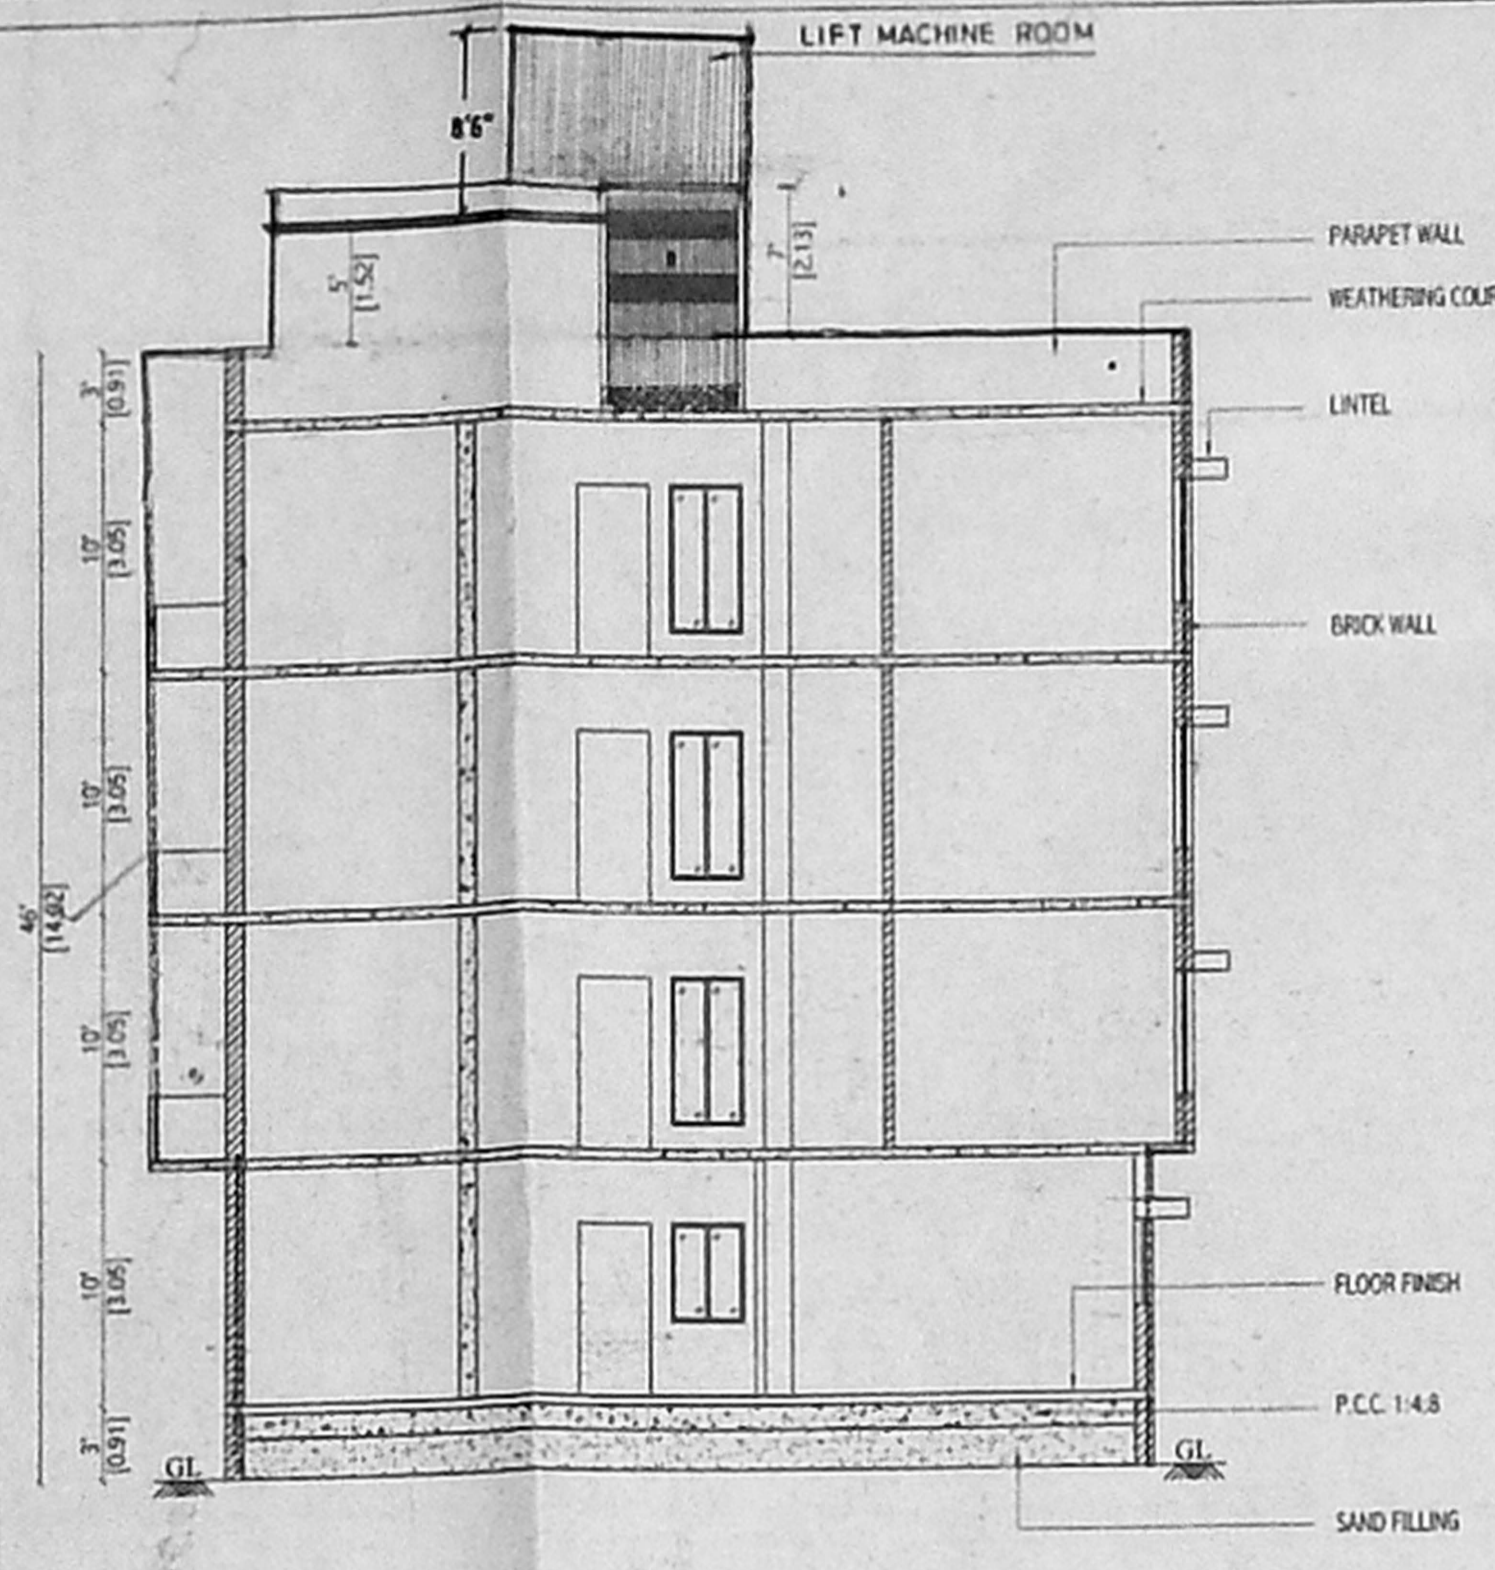 LIFT MACHINE ROOM
8'6"
7'
[2.13]
PARAPET WALL
5'
[1.52]
WEATHERING COUR
3'
[0.91]
LINTEL
10'
[3.05]
BRICK WALL
10'
[3.05]
46'
[14.02]
10'
[3.05]
10'
[3.05]
FLOOR FINISH
P.C.C. 1:4:8
3'
[0.91]
GL
GL
SAND FILLING